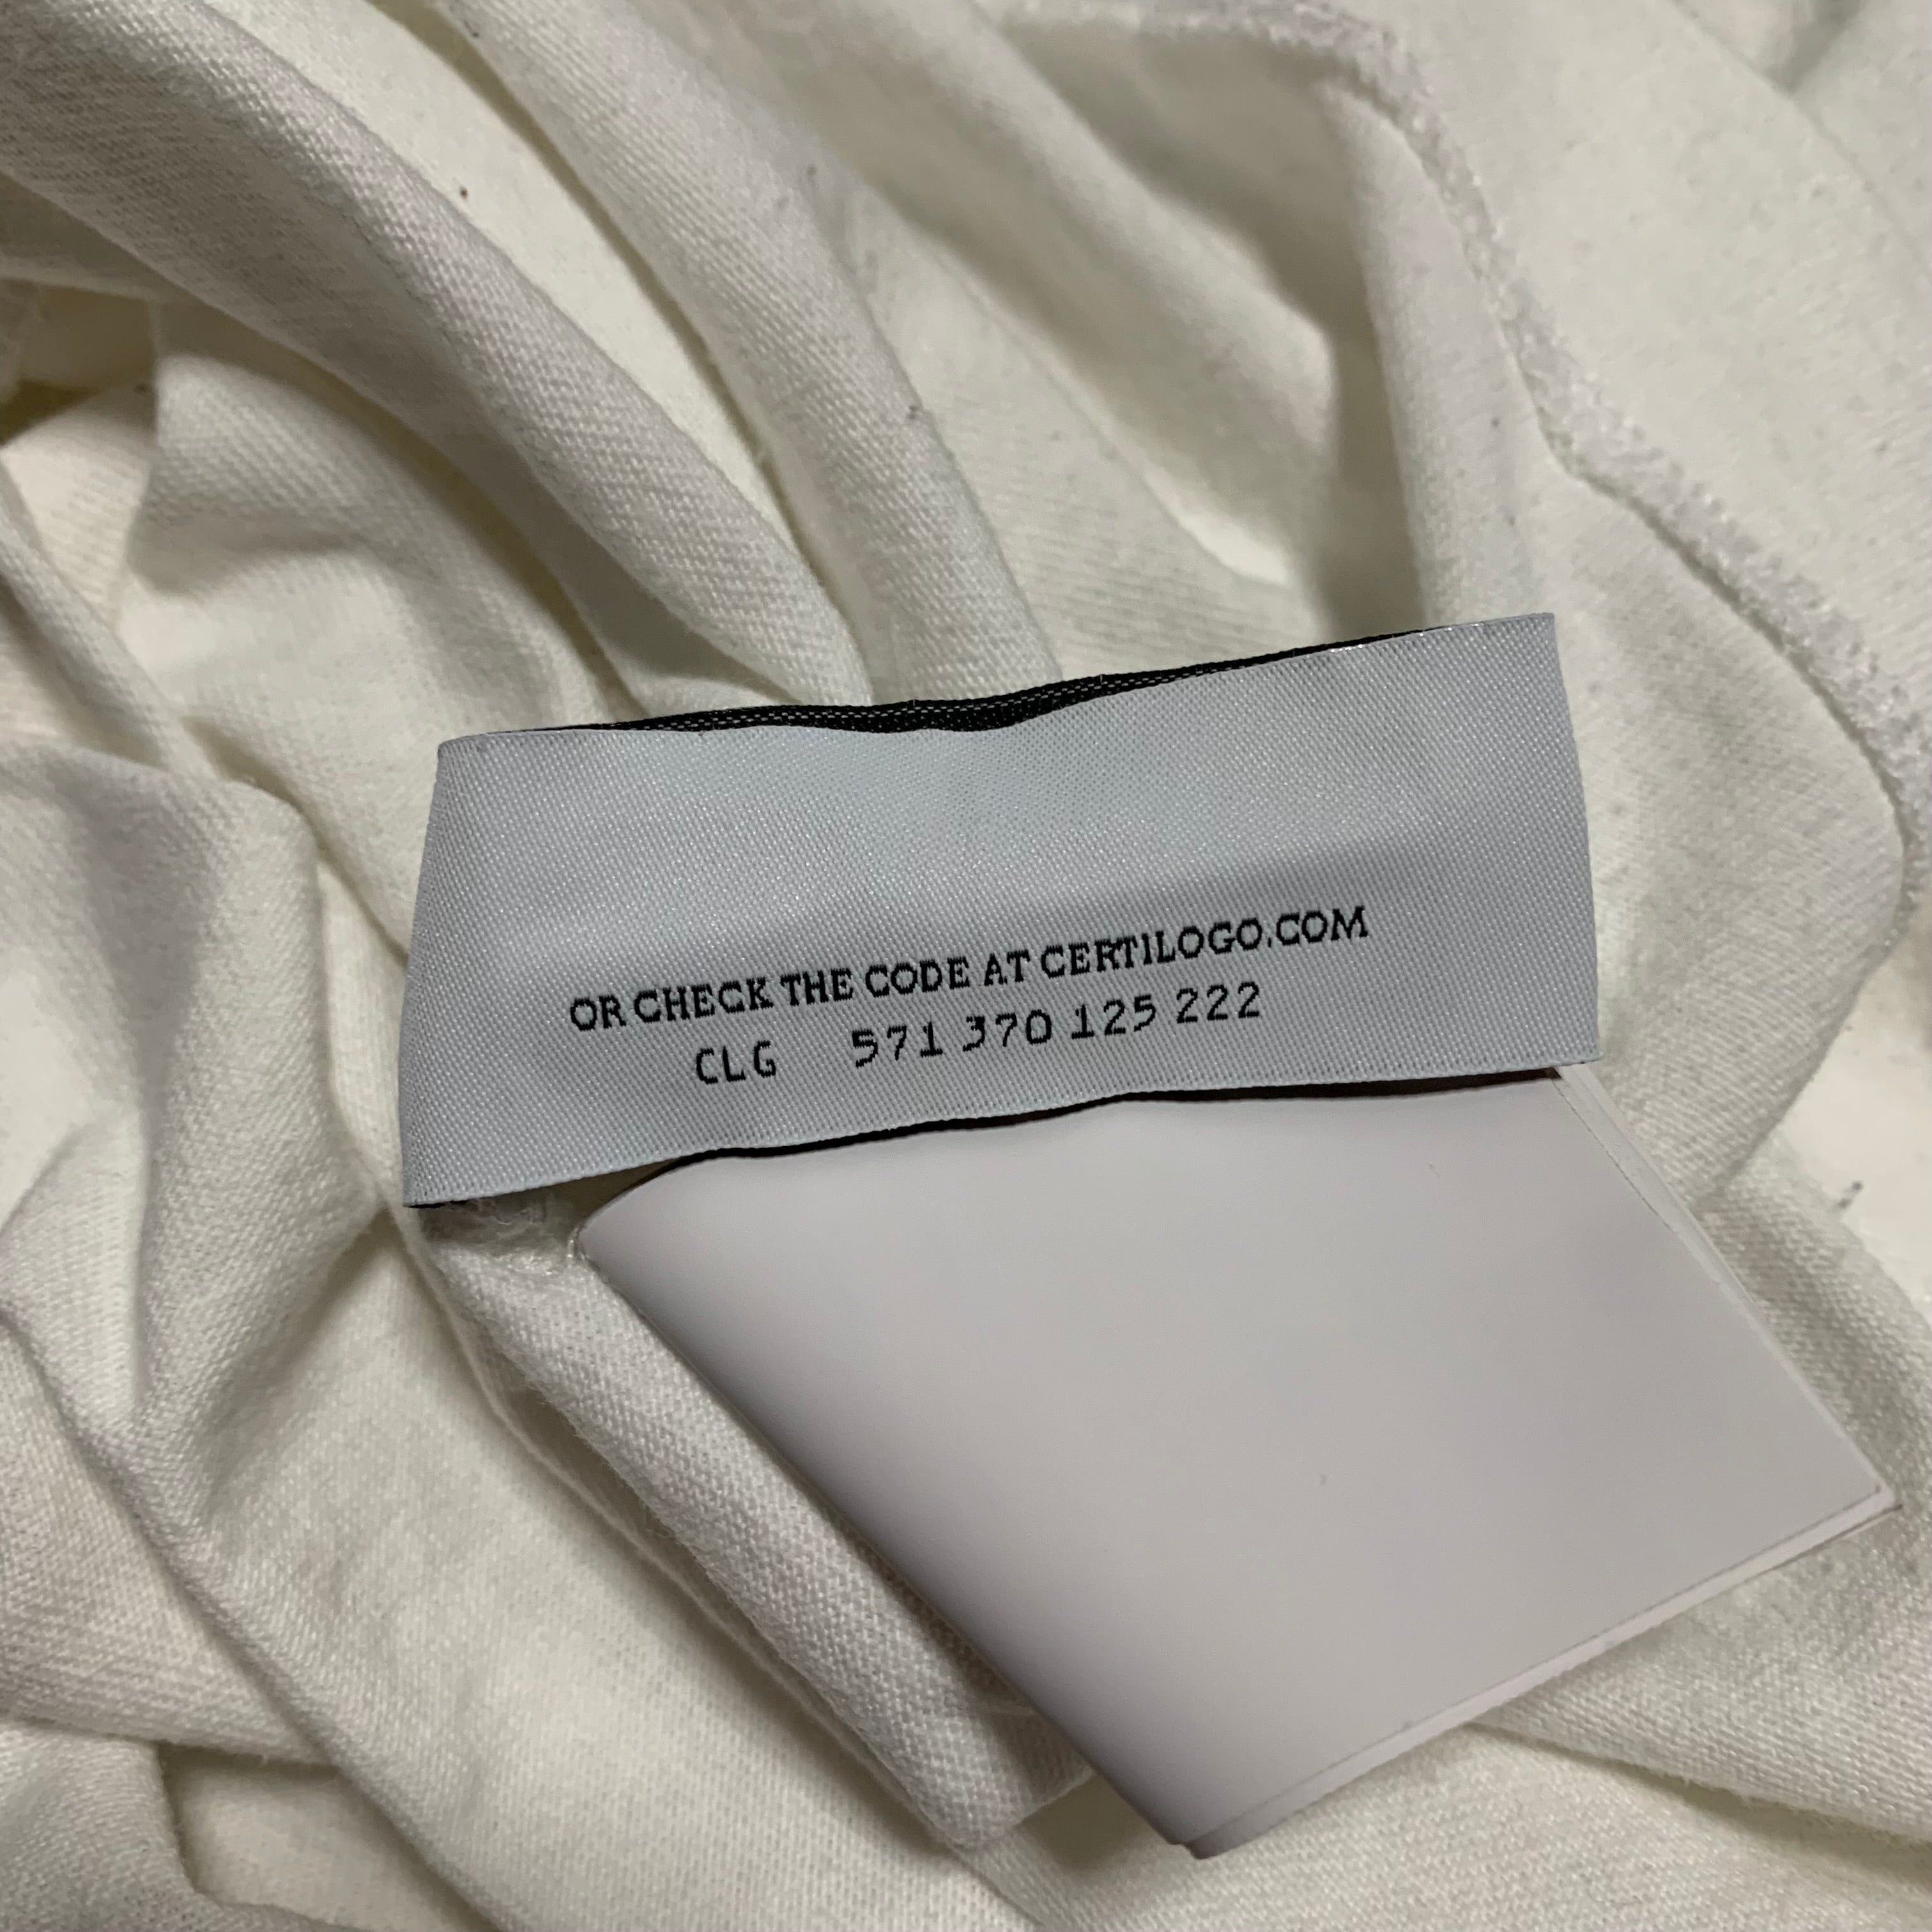 OR CHECK THE CODE AT CERTILOGO.COM
CLG 571 370 125 222